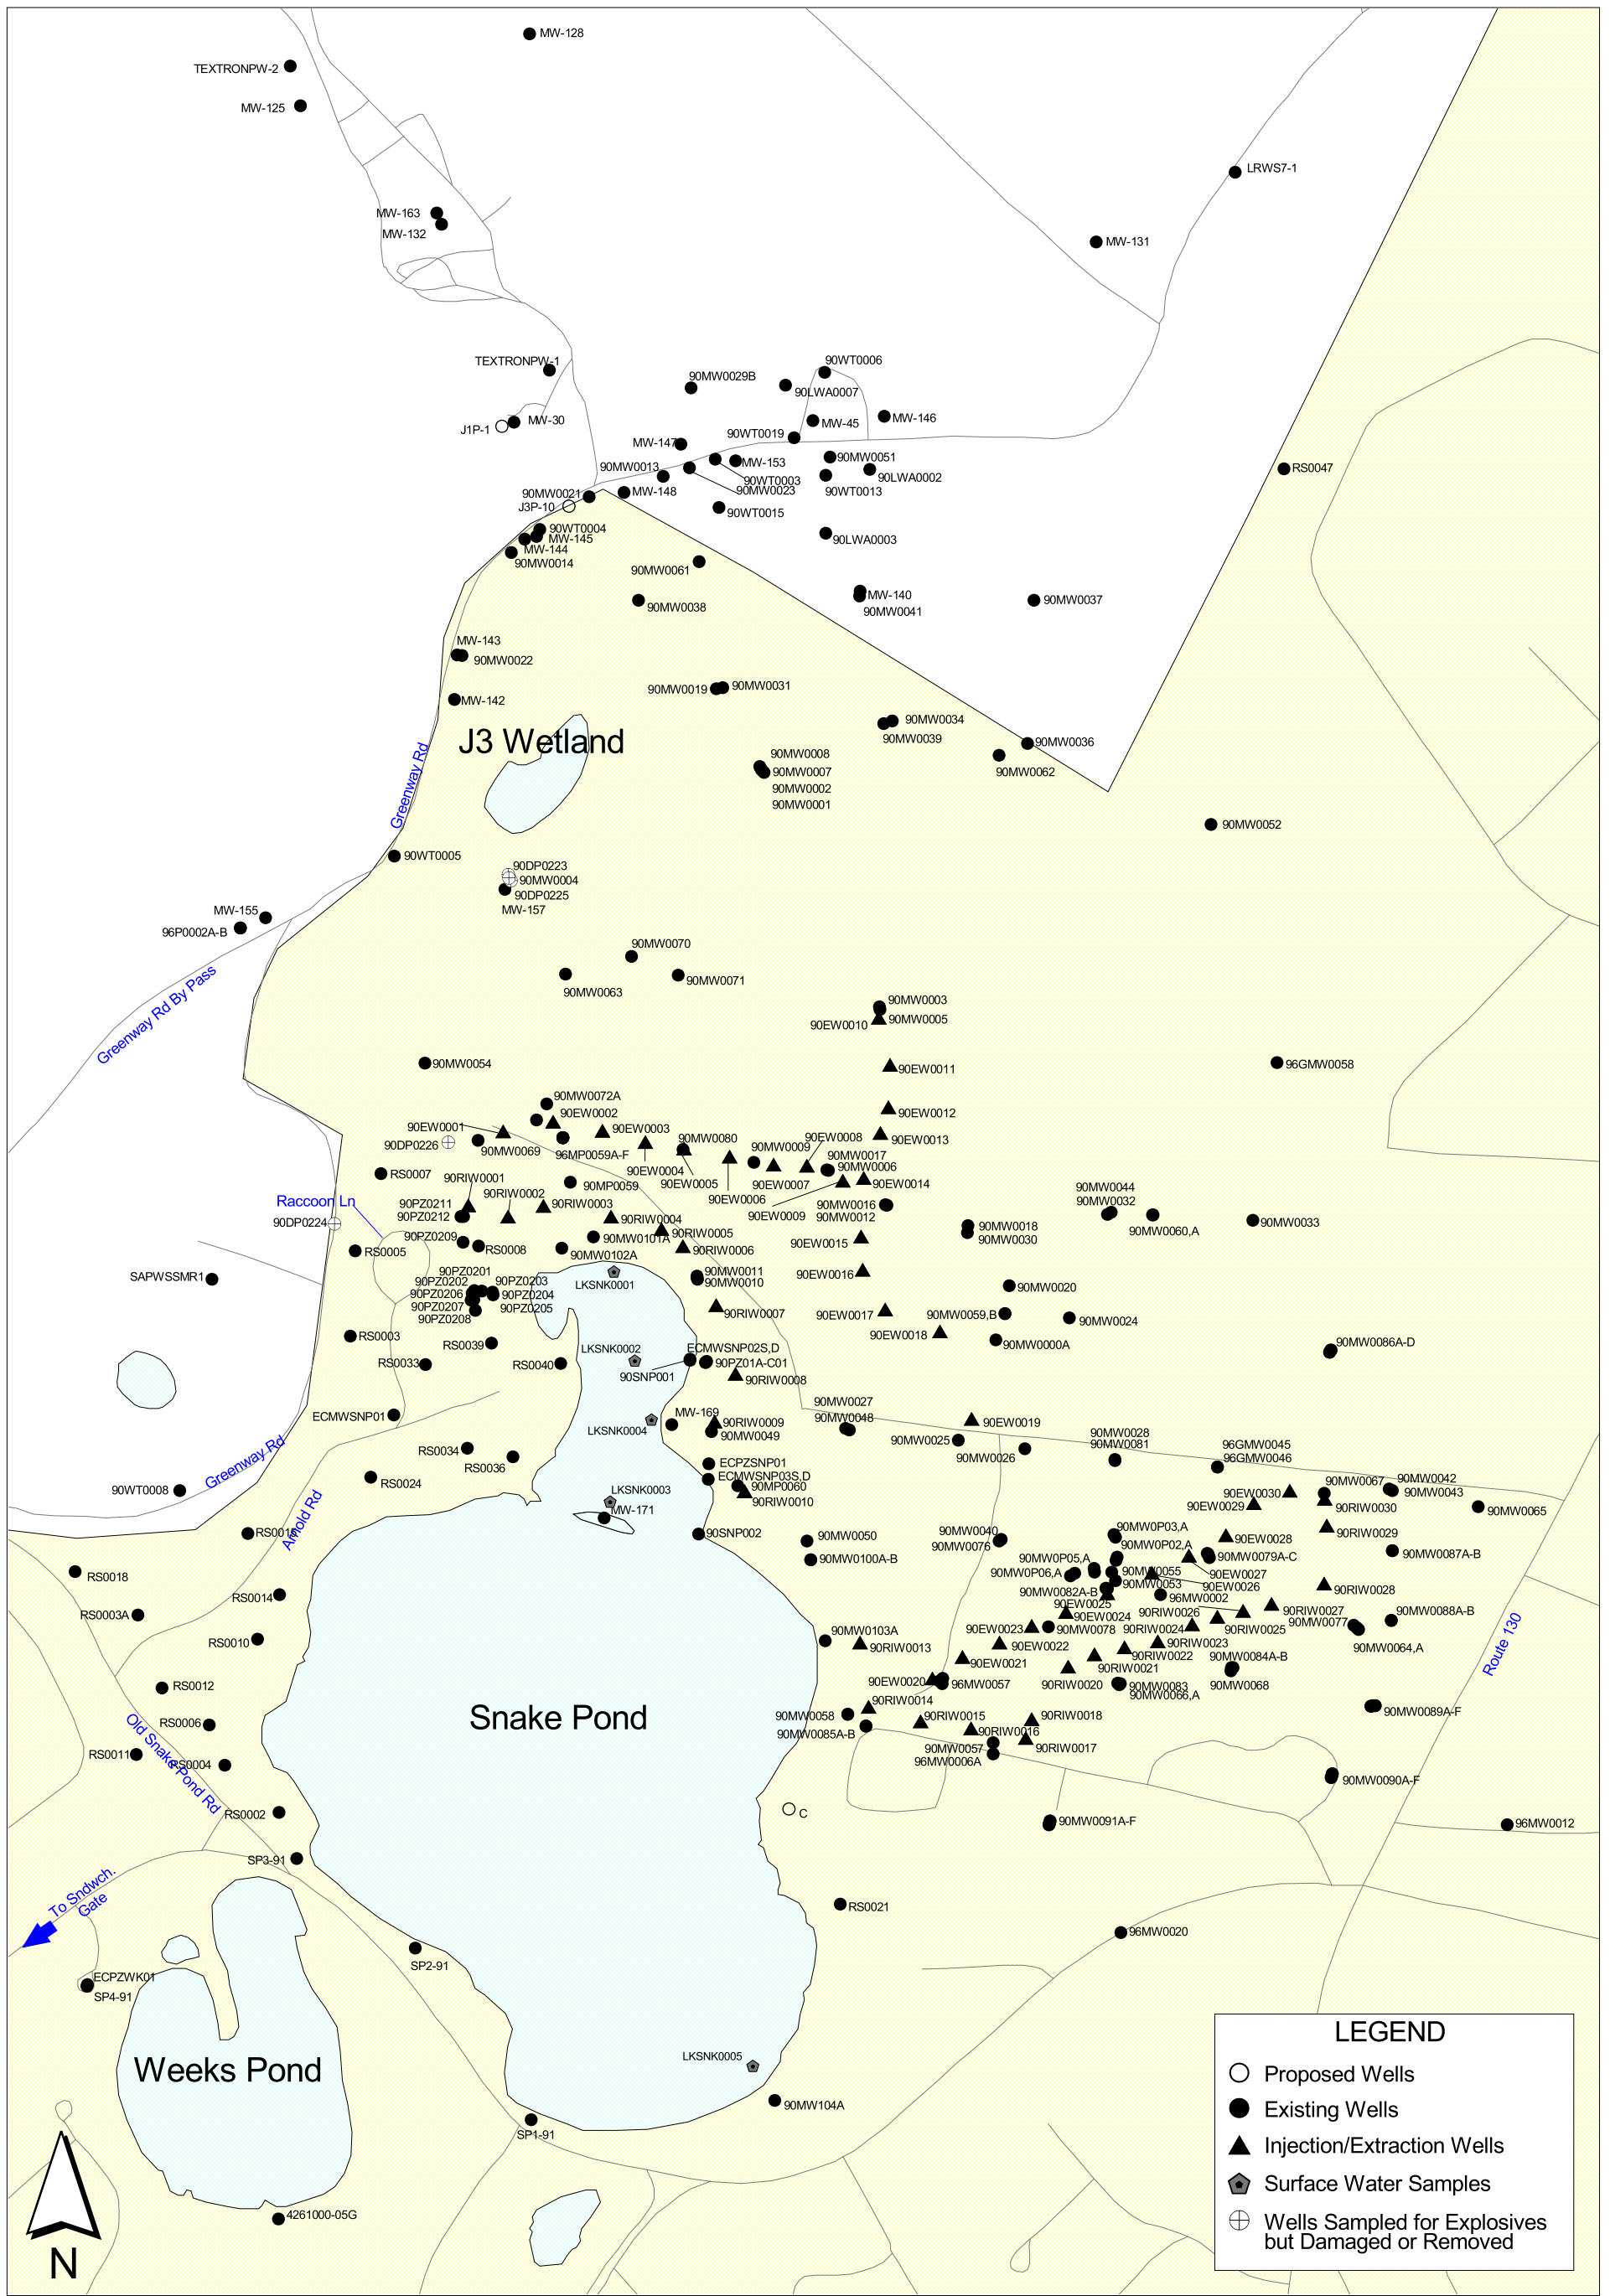 MW-128
TEXTRONPW-2
MW-125
LRWS7-1
MW-163
MW-132
MW-131
TEXTRONPW-1
90WT0006
90MW0029B
90LWA0007
MW-30
J1P-1
MW-45
MW-146
90WT0019
MW-147
90MW0051
MW-153
90MW0013
90WT0003
90LWA0002
RS0047
90MW0023
90WT0013
90MW0021
MW-148
J3P-10
90WT0015
90WT0004
MW-145
90LWA0003
MW-144
90MW0014
90MW0061
MW-140
90MW0038
90MW0041
90MW0037
MW-143
90MW0022
90MW0019
90MW0031
MW-142
90MW0034
90MW0039
J3 Wetland
90MW0036
90MW0008
90MW0062
90MW0007
90MW0002
90MW0001
Greenway Rd
90MW0052
90WT0005
90DP0223
90MW0004
90DP0225
MW-157
MW-155
96P0002A-B
90MW0070
90MW0071
90MW0063
Greenway Rd By Pass
90MW0003
90EW0010
90MW0005
90MW0054
96GMW0058
90EW0011
90MW0072A
90EW0002
90EW0012
90EW0001
90EW0003
90EW0013
90DP0226
90MW0080
90MW0009
90EW0008
90MW0069
96MP0059A-F
90EW0004
90MW0017
90MW0006
RS0007
90EW0005
90EW0007
90EW0014
90RIW0001
90MP0059
90EW0006
90MW0044
90RIW0002
90MW0032
Raccoon Ln
90PZ0211
90RIW0003
90MW0016
90PZ0212
90RIW0004
90EW0009
90MW0012
90DP0224
90MW0018
90MW0060,A
90MW0033
90PZ0209
RS0008
90MW0101A
90RIW0005
90MW0030
RS0005
90MW0102A
90RIW0006
90EW0015
SAPWSSMR1
90PZ0201
90MW0011
90EW0016
90PZ0202
90PZ0203
LKSNK0001
90MW0010
90MW0020
90PZ0206
90PZ0204
90PZ0207
90PZ0205
90RIW0007
90EW0017
90MW0059,B
90PZ0208
90MW0024
RS0003
90EW0018
RS0039
90MW0000A
90MW0086A-D
LKSNK0002
ECMWSNP02S,D
RS0033
RS0040
90PZ01A-C01
90SNP001
90RIW0008
90MW0027
ECMWSNP01
MW-169
90MW0048
90EW0019
90RIW0009
LKSNK0004
90MW0049
90MW0025
90MW0028
90MW0081
96GMW0045
RS0034
90MW0026
96GMW0046
Greenway Rd
RS0036
ECPZSNP01
RS0024
ECMWSNP03S,D
90MW0067
90MW0042
90WT0008
LKSNK0003
90MP0060
90EW0030
90MW0043
90RIW0010
90EW0029
90RIW0030
MW-171
90MW0065
Arnold Rd
RS0015
90SNP002
90MW0050
90MW0040
90MW0P03,A
90EW0028
90RIW0029
90MW0076
90MW0P02,A
90MW0087A-B
90MW0100A-B
90MW0P05,A
90MW0079A-C
RS0018
90MW0P06,A
90MW0055
90EW0027
90MW0053
90EW0026
90RIW0028
RS0014
90MW0082A-B
96MW0002
RS0003A
90EW0025
90RIW0026
90RIW0027
90EW0024
90MW0077
90MW0088A-B
90EW0023
90MW0078
90RIW0024
90RIW0025
90MW0064,A
RS0010
90MW0103A
90RIW0013
90EW0022
90RIW0023
Route 130
90EW0021
90RIW0022
90MW0084A-B
90RIW0021
90EW0020
96MW0057
90RIW0020
90MW0083
90MW0068
RS0012
90MW0066,A
90RIW0014
90MW0089A-F
Snake Pond
90MW0058
90RIW0015
90RIW0018
RS0006
90MW0085A-B
90RIW0016
Old Snake Pond Rd
90MW0057
90RIW0017
RS0011
96MW0006A
RS0004
90MW0090A-F
RS0002
C
90MW0091A-F
96MW0012
SP3-91
To Sndwch.
Gate
RS0021
96MW0020
SP2-91
ECPZWK01
SP4-91
LKSNK0005
Weeks Pond
90MW104A
SP1-91
4261000-05G
N
LEGEND
Proposed Wells
Existing Wells
Injection/Extraction Wells
Surface Water Samples
Wells Sampled for Explosives
but Damaged or Removed